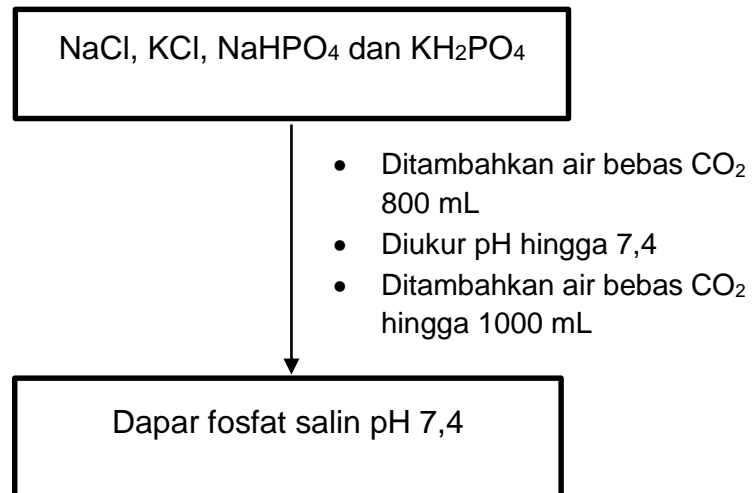 NaCl, KCl, NaHPO₄ dan KH₂PO₄
• Ditambahkan air bebas CO₂
800 mL
• Diukur pH hingga 7,4
• Ditambahkan air bebas CO₂
hingga 1000 mL
Dapar fosfat salin pH 7,4